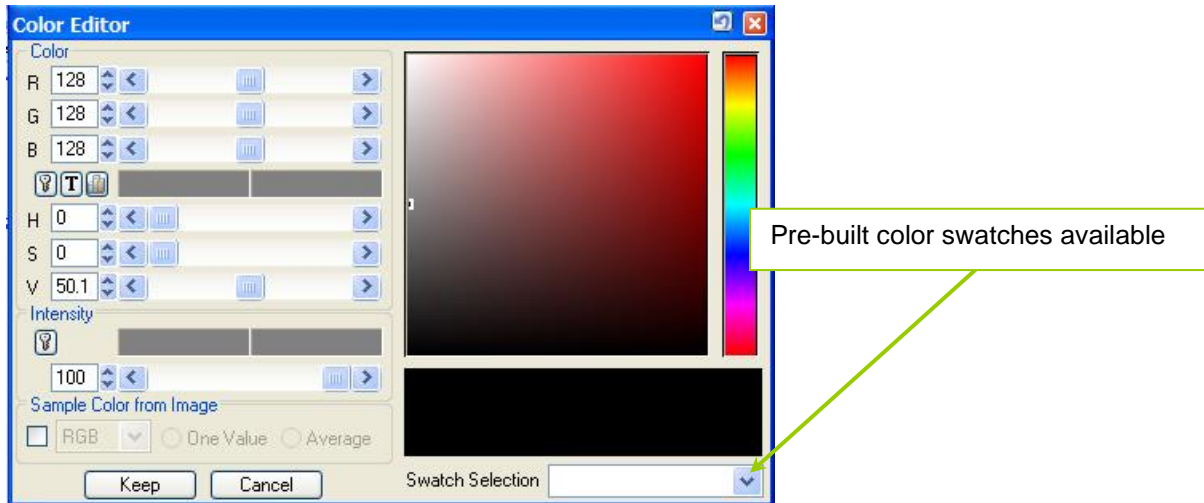 Color Editor
Color
R 128
G 128
B 128
T
H 0
S 0
V 50.1
Intensity
100
Sample Color from Image
RGB One Value Average
Keep Cancel
Swatch Selection
Pre-built color swatches available